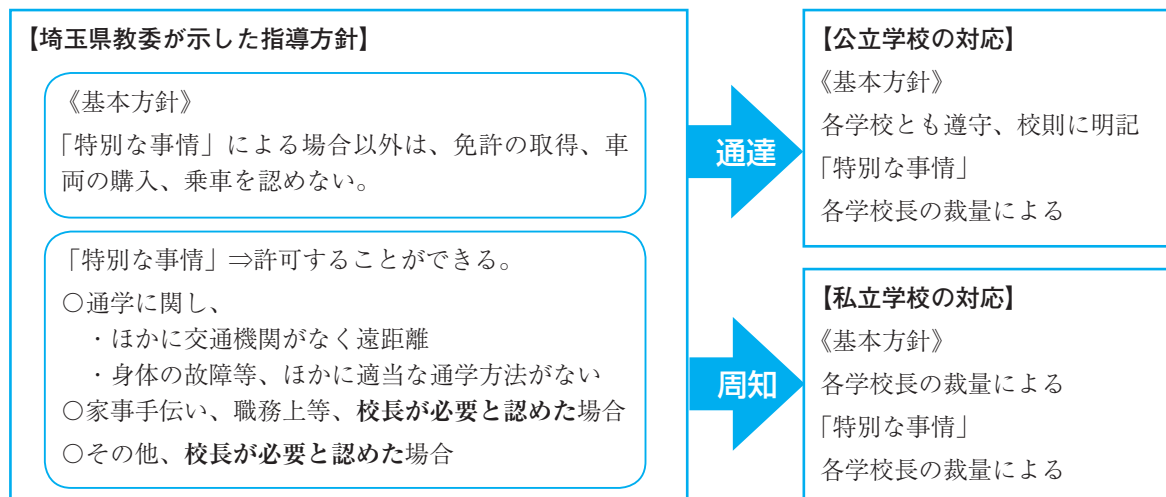 【埼玉県教委が示した指導方針】
《基本方針》
「特別な事情」による場合以外は、免許の取得、車
両の購入、乗車を認めない。
「特別な事情」⇒許可することができる。
○通学に関し、
・ほかに交通機関がなく遠距離
・身体の故障等、ほかに適当な通学方法がない
○家事手伝い、職務上等、校長が必要と認めた場合
○その他、校長が必要と認めた場合
通達
【公立学校の対応】
《基本方針》
各学校とも遵守、校則に明記
「特別な事情」
各学校長の裁量による
周知
【私立学校の対応】
《基本方針》
各学校長の裁量による
「特別な事情」
各学校長の裁量による